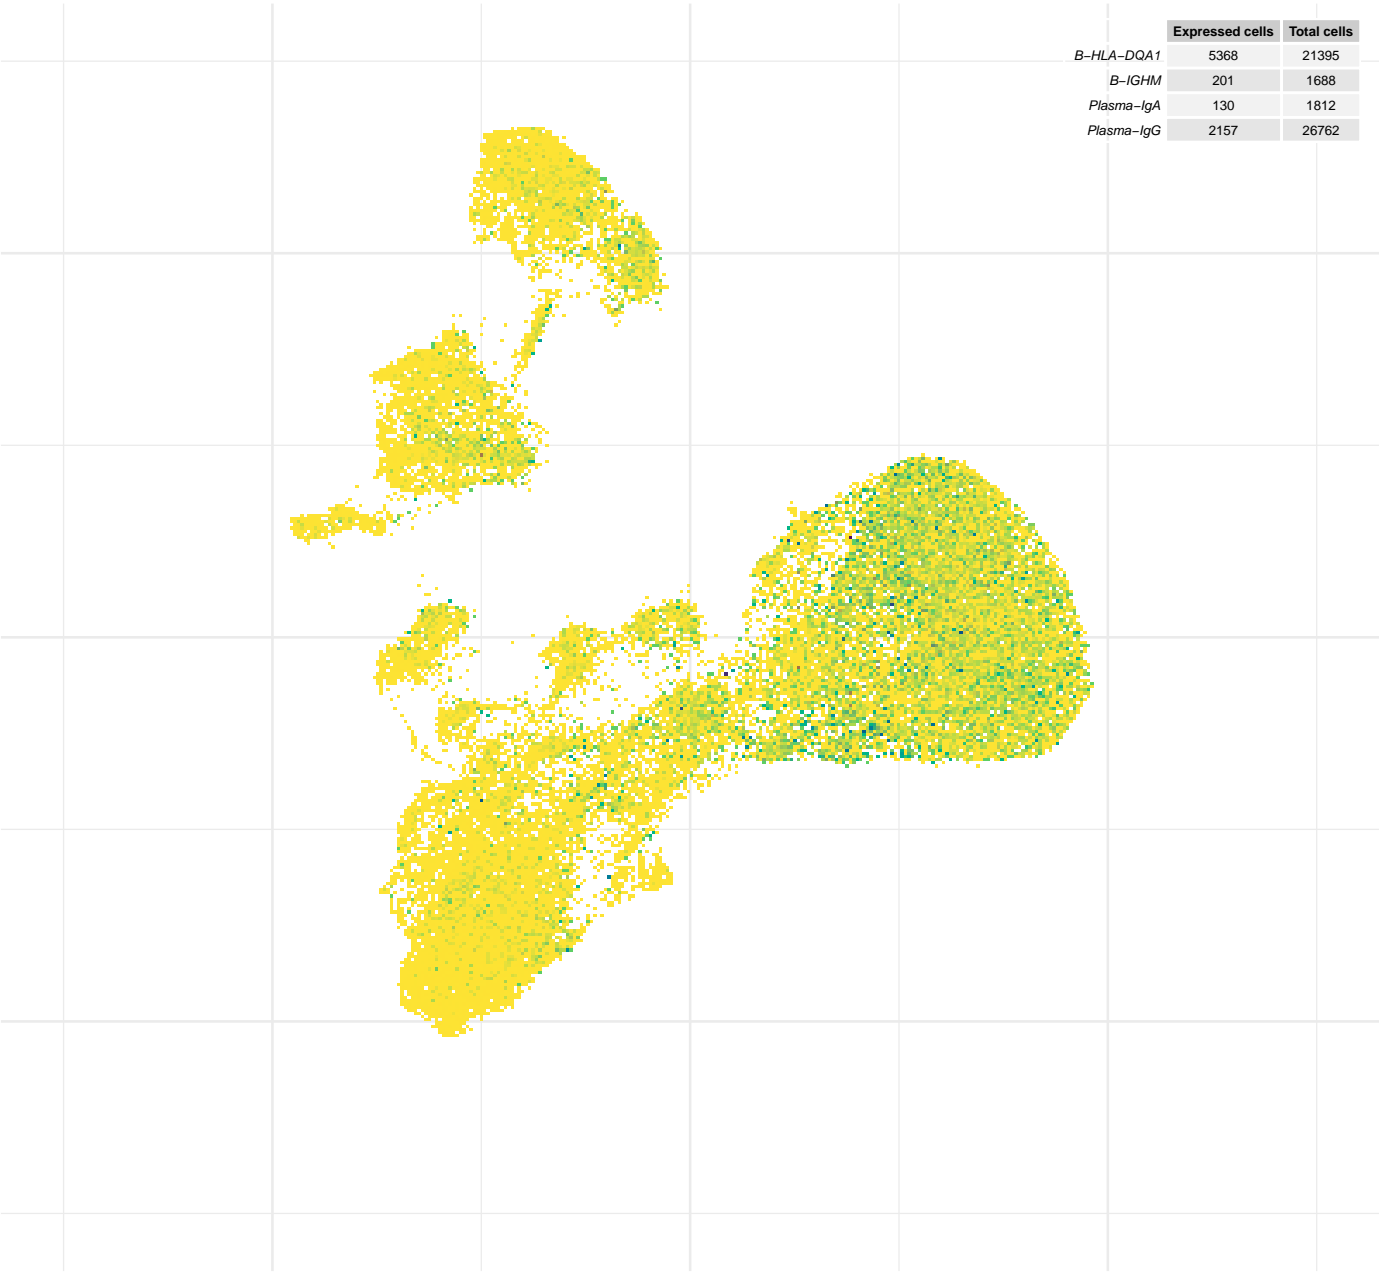 Expressed cells Total cells
B−HLA−DQA1 5368 21395
B−IGHM 201 1688
Plasma−IgA 130 1812
Plasma−IgG 2157 26762